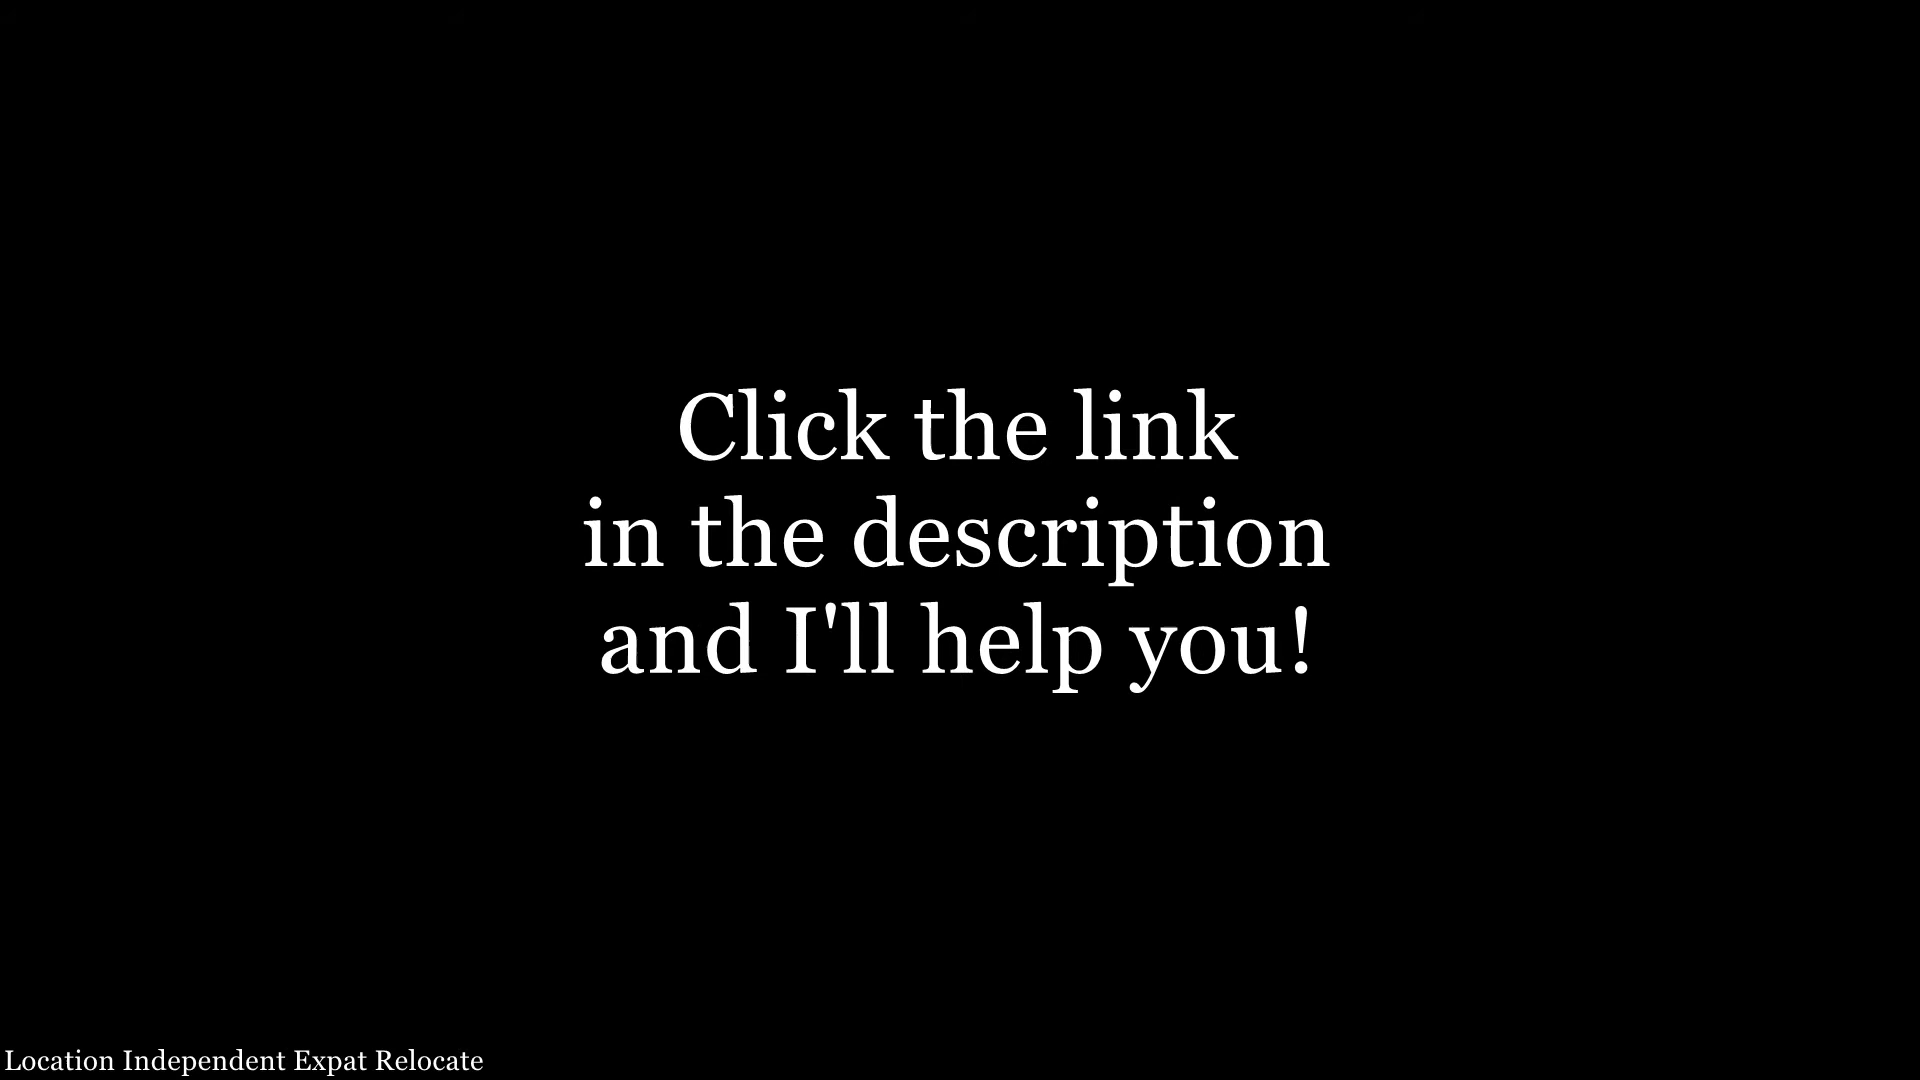 Click the link
in the description
and I'll help you!
Location Independent Expat Relocate